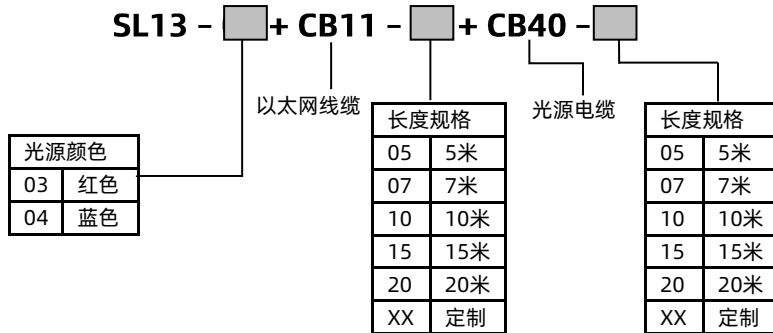 SL13 – + CB11 – + CB40 –
以太网线缆
光源电缆
光源颜色
03 红色
04 蓝色
长度规格
05 5米
07 7米
10 10米
15 15米
20 20米
XX 定制
长度规格
05 5米
07 7米
10 10米
15 15米
20 20米
XX 定制